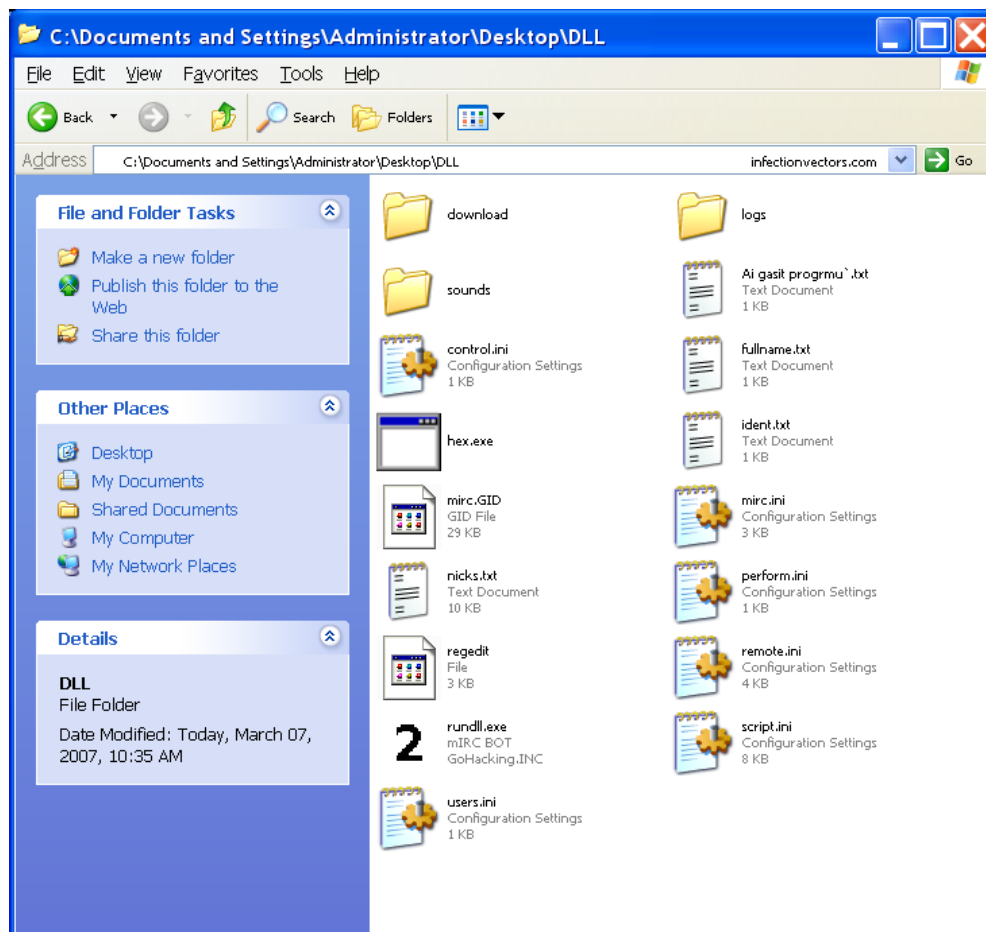 C:\Documents and Settings\Administrator\Desktop\DLL
File Edit View Favorites Tools Help
Back Search Folders
Address C:\Documents and Settings\Administrator\Desktop\DLL infectionvectors.com Go
File and Folder Tasks
Make a new folder
Publish this folder to the
Web
Share this folder
Other Places
Desktop
My Documents
Shared Documents
My Computer
My Network Places
Details
DLL
File Folder
Date Modified: Today, March 07,
2007, 10:35 AM
download
logs
sounds
Ai gasit progrmu`.txt
Text Document
1 KB
control.ini
Configuration Settings
1 KB
fullname.txt
Text Document
1 KB
hex.exe
ident.txt
Text Document
1 KB
mirc.GID
GID File
29 KB
mirc.ini
Configuration Settings
3 KB
nicks.txt
Text Document
10 KB
perform.ini
Configuration Settings
1 KB
regedit
File
3 KB
remote.ini
Configuration Settings
4 KB
2
rundll.exe
mIRC BOT
GoHacking.INC
script.ini
Configuration Settings
8 KB
users.ini
Configuration Settings
1 KB